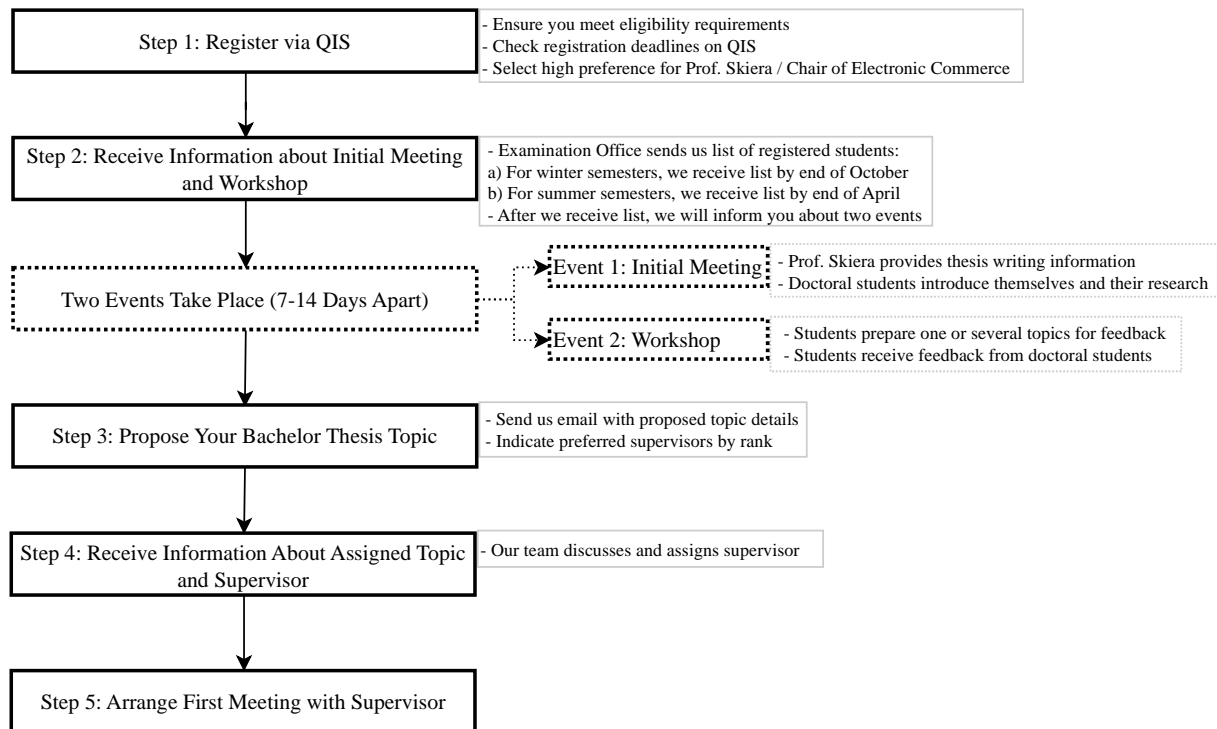 Step 1: Register via QIS
- Ensure you meet eligibility requirements
- Check registration deadlines on QIS
- Select high preference for Prof. Skiera / Chair of Electronic Commerce
Step 2: Receive Information about Initial Meeting
and Workshop
- Examination Office sends us list of registered students:
a) For winter semesters, we receive list by end of October
b) For summer semesters, we receive list by end of April
- After we receive list, we will inform you about two events
Two Events Take Place (7-14 Days Apart)
Event 1: Initial Meeting
- Prof. Skiera provides thesis writing information
- Doctoral students introduce themselves and their research
Event 2: Workshop
- Students prepare one or several topics for feedback
- Students receive feedback from doctoral students
Step 3: Propose Your Bachelor Thesis Topic
- Send us email with proposed topic details
- Indicate preferred supervisors by rank
Step 4: Receive Information About Assigned Topic
and Supervisor
- Our team discusses and assigns supervisor
Step 5: Arrange First Meeting with Supervisor